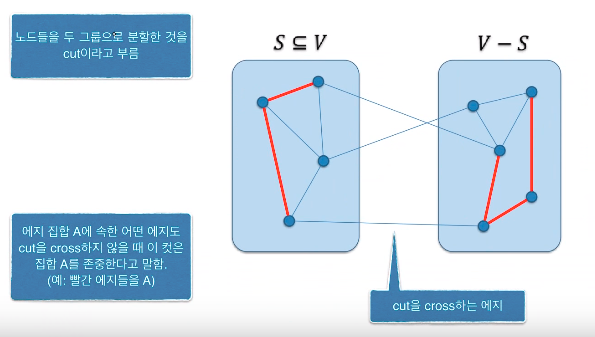 노드들을 두 그룹으로 분할한 것을
cut이라고 부름
S ⊆ V
V − S
에지 집합 A에 속한 어떤 에지도
cut을 cross하지 않을 때 이 컷은
집합 A를 존중한다고 말함.
(예: 빨간 에지들을 A)
cut을 cross하는 에지